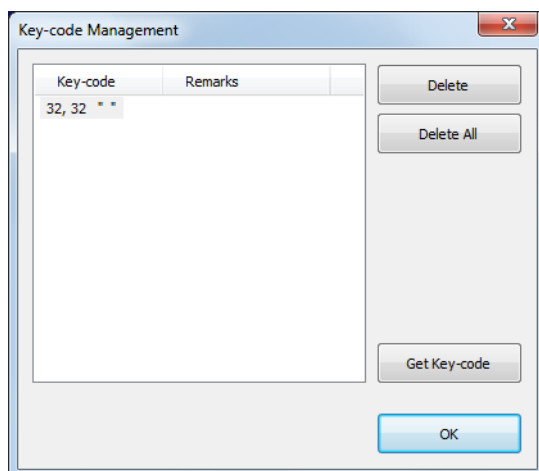 Key-code Management
Key-code Remarks
32, 32 " "
Delete
Delete All
Get Key-code
OK